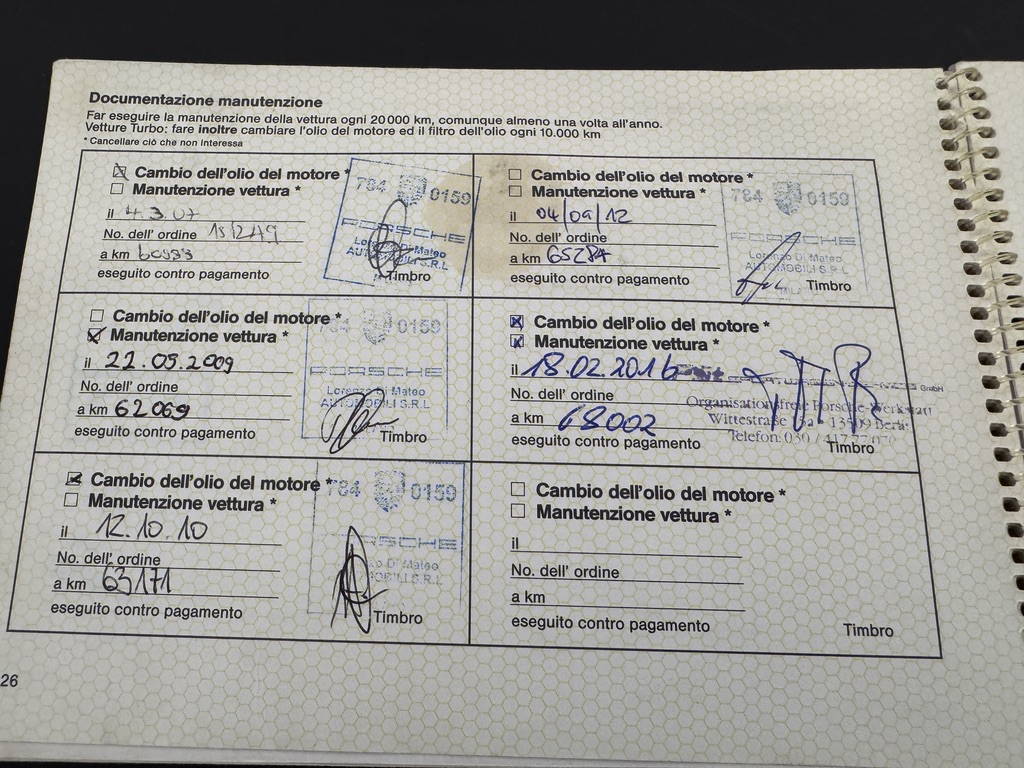 Documentazione manutenzione
Far eseguire la manutenzione della vettura ogni 20 000 km, comunque almeno una volta all'anno.
Vetture Turbo: fare inoltre cambiare l'olio del motore ed il filtro dell'olio ogni 10.000 km
* Cancellare ciò che non interessa
Cambio dell'olio del motore *
Manutenzione vettura *
il 4.3.07
No. dell' ordine
a km
eseguito contro pagamento
784 0159
PORSCHE
Lorenzo Di Mateo
AUTOMOBILI S.R.L
Timbro
Cambio dell'olio del motore *
Manutenzione vettura *
il 04/09/12
No. dell' ordine
a km 65284
eseguito contro pagamento
784 0159
PORSCHE
Lorenzo Di Mateo
AUTOMOBILI S.R.L
Timbro
Cambio dell'olio del motore *
Manutenzione vettura *
il 22.09.2009
No. dell' ordine
a km 62069
eseguito contro pagamento
784 0159
PORSCHE
Lorenzo Di Mateo
AUTOMOBILI S.R.L
Timbro
Cambio dell'olio del motore *
Manutenzione vettura *
il 18.02.2016
No. dell' ordine
a km 68002
eseguito contro pagamento
GmbH
Organisationsfreie Porsche-Werkstatt
Wittestraße 13509 Berlin
Telefon: 030 /
Timbro
Cambio dell'olio del motore *
Manutenzione vettura *
il 12.10.10
No. dell' ordine
a km 63171
eseguito contro pagamento
784 0159
PORSCHE
Di Mateo
AUTOMOBILI S.R.L
Timbro
Cambio dell'olio del motore *
Manutenzione vettura *
il
No. dell' ordine
a km
eseguito contro pagamento
Timbro
26